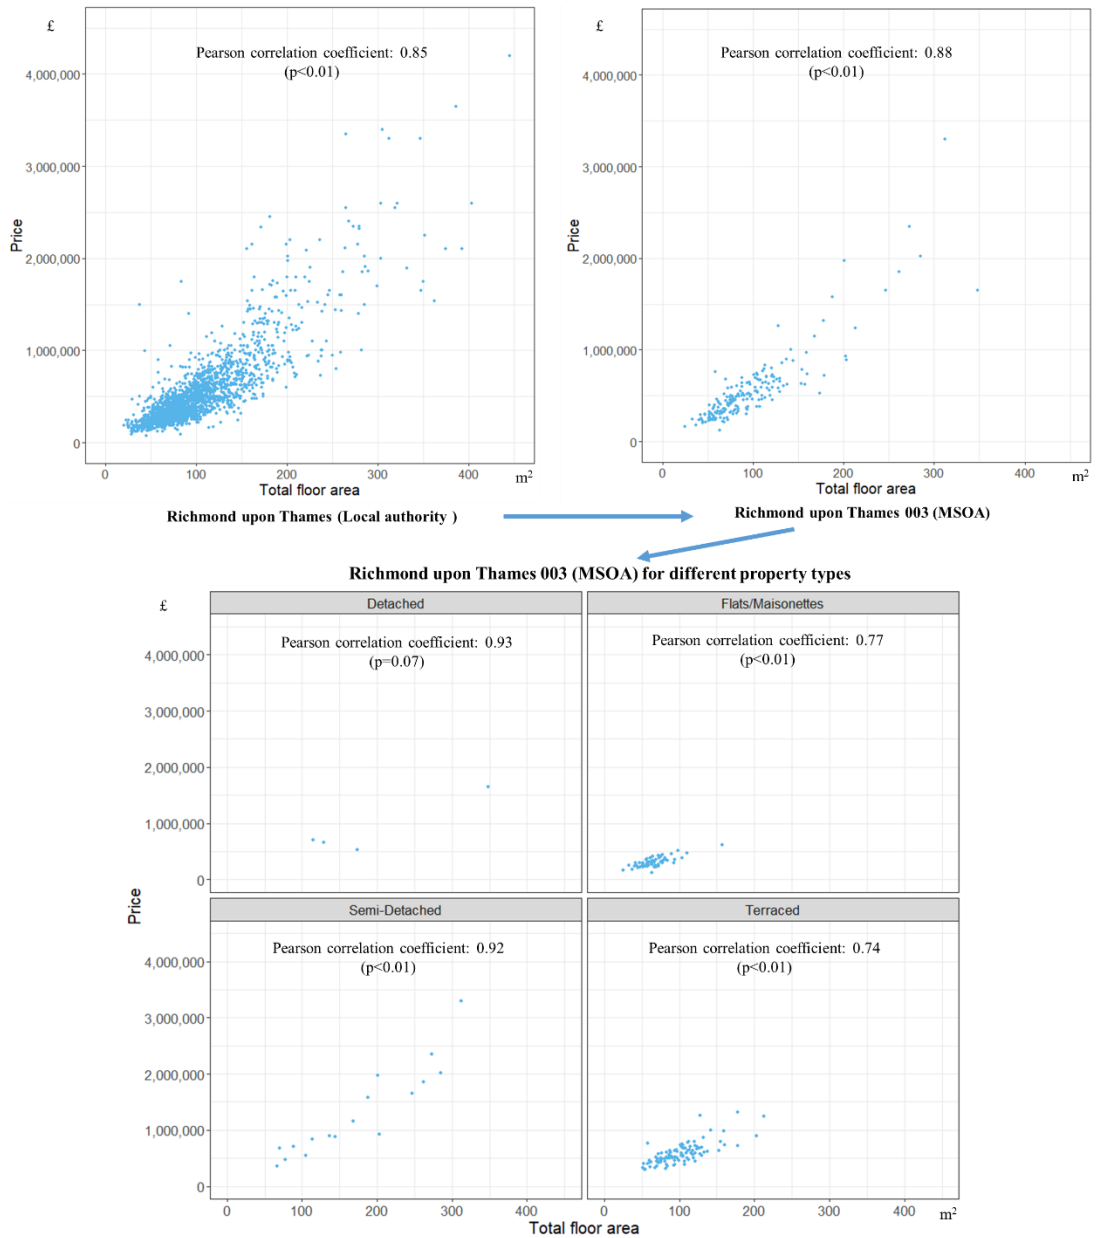 £
Pearson correlation coefficient: 0.85
(p<0.01)
4,000,000
3,000,000
2,000,000
1,000,000
0
Price
0 100 200 300 400 m²
Total floor area
Richmond upon Thames (Local authority )
£
Pearson correlation coefficient: 0.88
(p<0.01)
4,000,000
3,000,000
2,000,000
1,000,000
0
Price
0 100 200 300 400 m²
Total floor area
Richmond upon Thames 003 (MSOA)
Richmond upon Thames 003 (MSOA) for different property types
£
Detached
Pearson correlation coefficient: 0.93
(p=0.07)
4,000,000
3,000,000
2,000,000
1,000,000
0
Flats/Maisonettes
Pearson correlation coefficient: 0.77
(p<0.01)
Price
Semi-Detached
Pearson correlation coefficient: 0.92
(p<0.01)
4,000,000
3,000,000
2,000,000
1,000,000
0
0 100 200 300 400
Terraced
Pearson correlation coefficient: 0.74
(p<0.01)
0 100 200 300 400 m²
Total floor area